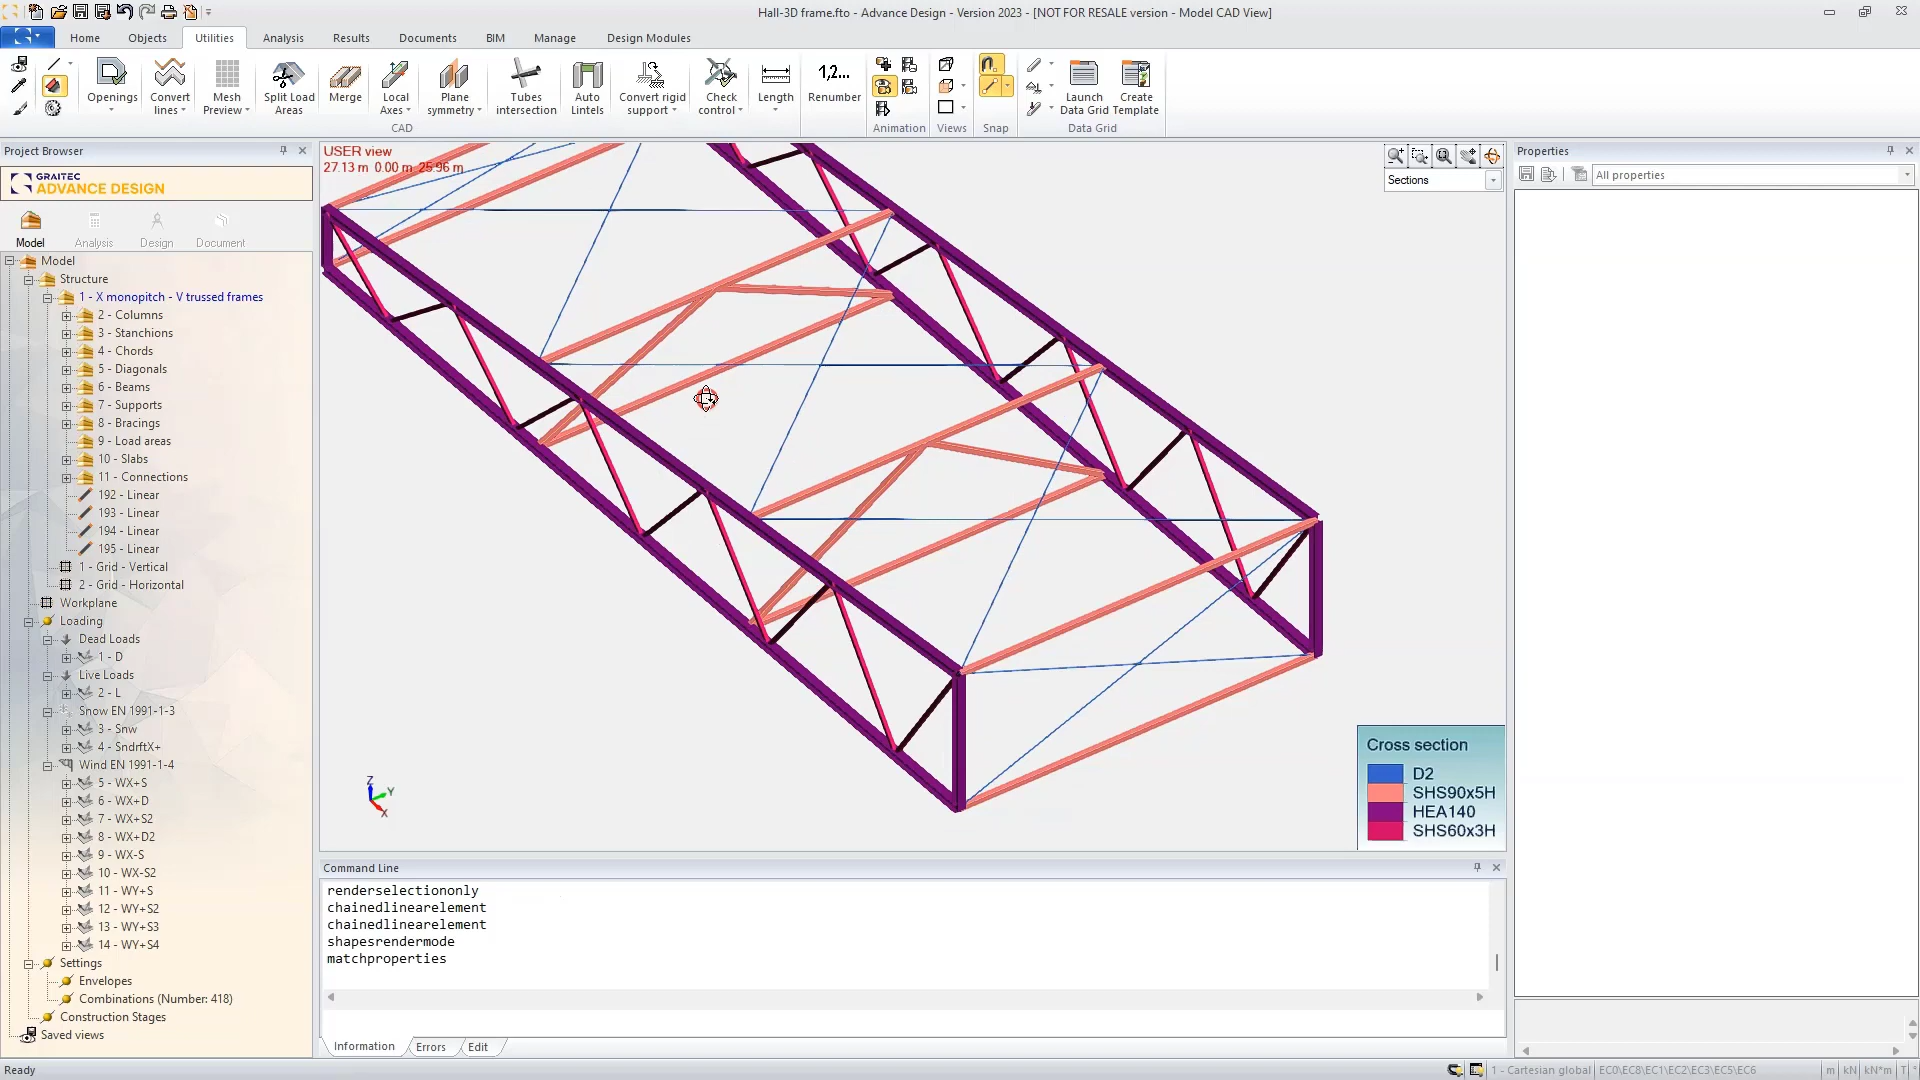 Hall-3D frame.fto - Advance Design - Version 2023 - [NOT FOR RESALE version - Model CAD View]
Home
Objects
Utilities
Analysis
Results
Documents
BIM
Manage
Design Modules
Openings
Convert lines
Mesh Preview
Split Load Areas
Merge
Local Axes
Plane symmetry
Tubes intersection
Auto Lintels
Convert rigid support
Check control
Length
1,2...
Renumber
Launch Data Grid
Create Template
CAD
Animation
Views
Snap
Data Grid
Project Browser
GRAITEC
ADVANCE DESIGN
Model
Analysis
Design
Document
Model
Structure
1 - X monopitch - V trussed frames
2 - Columns
3 - Stanchions
4 - Chords
5 - Diagonals
6 - Beams
7 - Supports
8 - Bracings
9 - Load areas
10 - Slabs
11 - Connections
192 - Linear
193 - Linear
194 - Linear
195 - Linear
1 - Grid - Vertical
2 - Grid - Horizontal
Workplane
Loading
Dead Loads
1 - D
Live Loads
2 - L
Snow EN 1991-1-3
3 - Snw
4 - SndrftX+
Wind EN 1991-1-4
5 - WX+S
6 - WX+D
7 - WX+S2
8 - WX+D2
9 - WX-S
10 - WX-S2
11 - WY+S
12 - WY+S2
13 - WY+S3
14 - WY+S4
Settings
Envelopes
Combinations (Number: 418)
Construction Stages
Saved views
USER view
27.13 m 0.00 m 25.96 m
Sections
Z
Y
X
Cross section
D2
SHS90x5H
HEA140
SHS60x3H
Command Line
renderselectiononly
chainedlinearelement
chainedlinearelement
shapesrendermode
matchproperties
Information
Errors
Edit
Properties
All properties
Ready
1 - Cartesian global
EC0\EC8\EC1\EC2\EC3\EC5\EC6
m
kN
kN*m
T